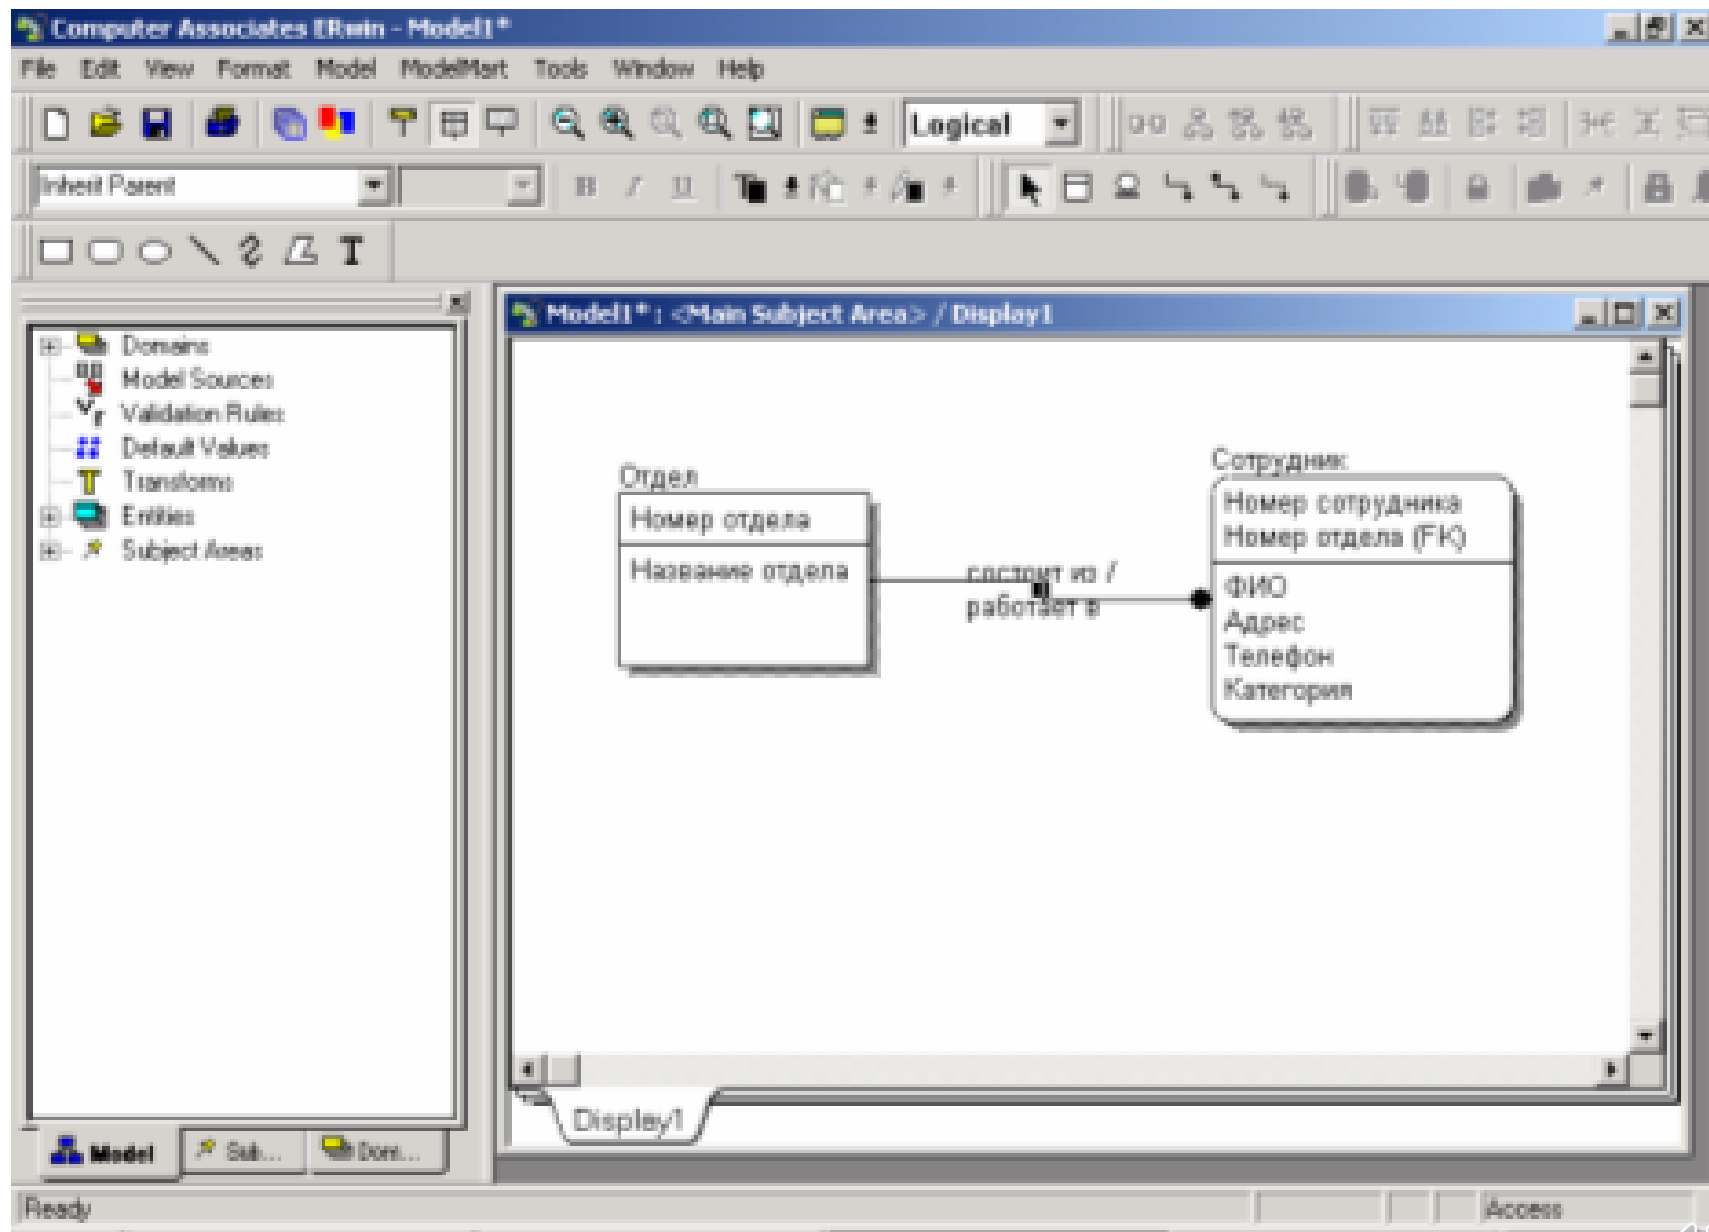 Computer Associates ERwin - Model1*
File Edit View Format Model ModelMart Tools Window Help
Logical
Inherit Parent
B I U
T
Model1* : <Main Subject Area> / Display1
Domains
Model Sources
Validation Rules
Default Values
Transforms
Entities
Subject Areas
Отдел
Номер отдела
Название отдела
состоит из /
работает в
Сотрудник
Номер сотрудника
Номер отдела (FK)
ФИО
Адрес
Телефон
Категория
Display1
Model Sub... Dom...
Ready Access